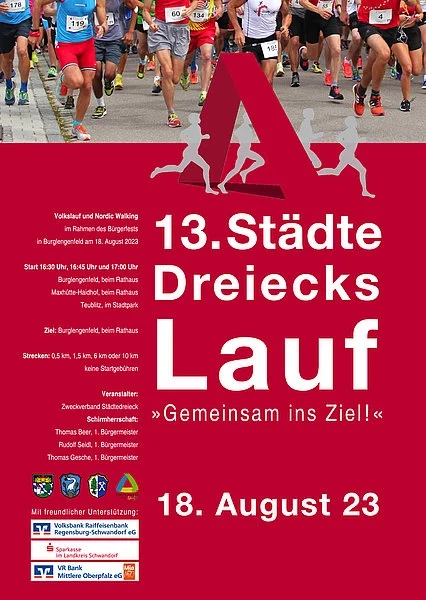 178
119
60
134
185
4
13. Städte
Dreiecks
Lauf
»Gemeinsam ins Ziel!«
18. August 23
Volkslauf und Nordic Walking
im Rahmen des Bürgerfests
in Burglengenfeld am 18. August 2023
Start 16:30 Uhr, 16:45 Uhr und 17:00 Uhr
Burglengenfeld, beim Rathaus
Maxhütte-Haidhof, beim Rathaus
Teublitz, im Stadtpark
Ziel: Burglengenfeld, beim Rathaus
Strecken: 0,5 km, 1,5 km, 6 km oder 10 km
keine Startgebühren
Veranstalter:
Zweckverband Städtedreieck
Schirmherrschaft:
Thomas Beer, 1. Bürgermeister
Rudolf Seidl, 1. Bürgermeister
Thomas Gesche, 1. Bürgermeister
Mit freundlicher Unterstützung:
Volksbank Raiffeisenbank
Regensburg-Schwandorf eG
Sparkasse
im Landkreis Schwandorf
VR Bank
Mittlere Oberpfalz eG